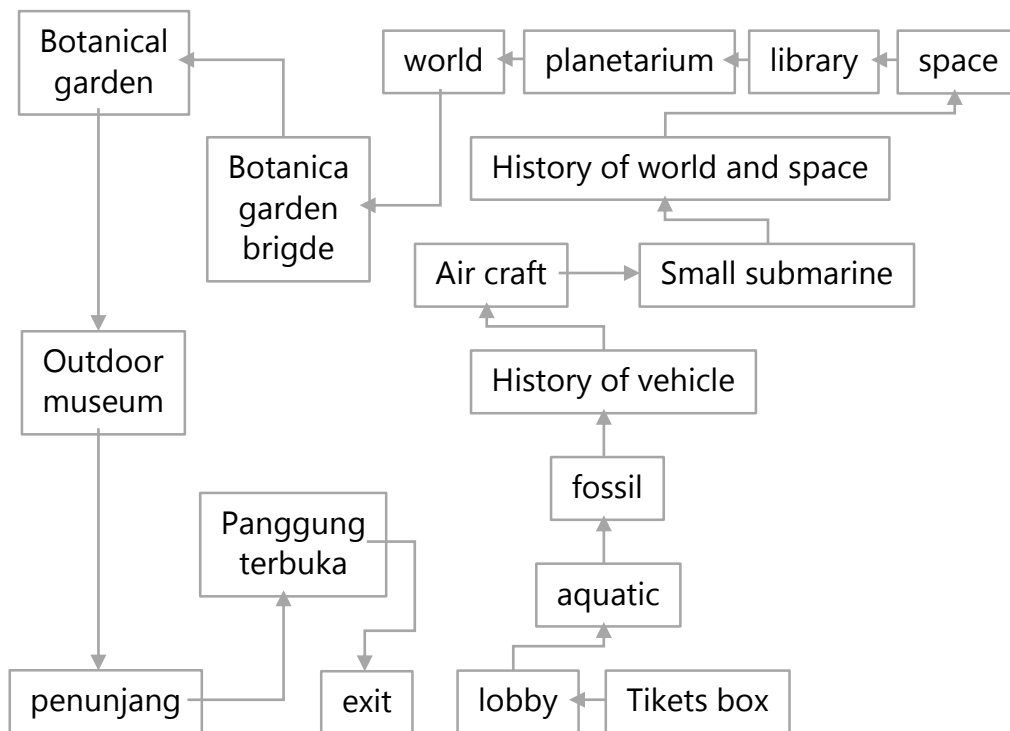 Botanical
garden
world
planetarium
library
space
Botanica
garden
brigde
History of world and space
Air craft
Small submarine
Outdoor
museum
History of vehicle
fossil
Panggung
terbuka
aquatic
penunjang
exit
lobby
Tikets box